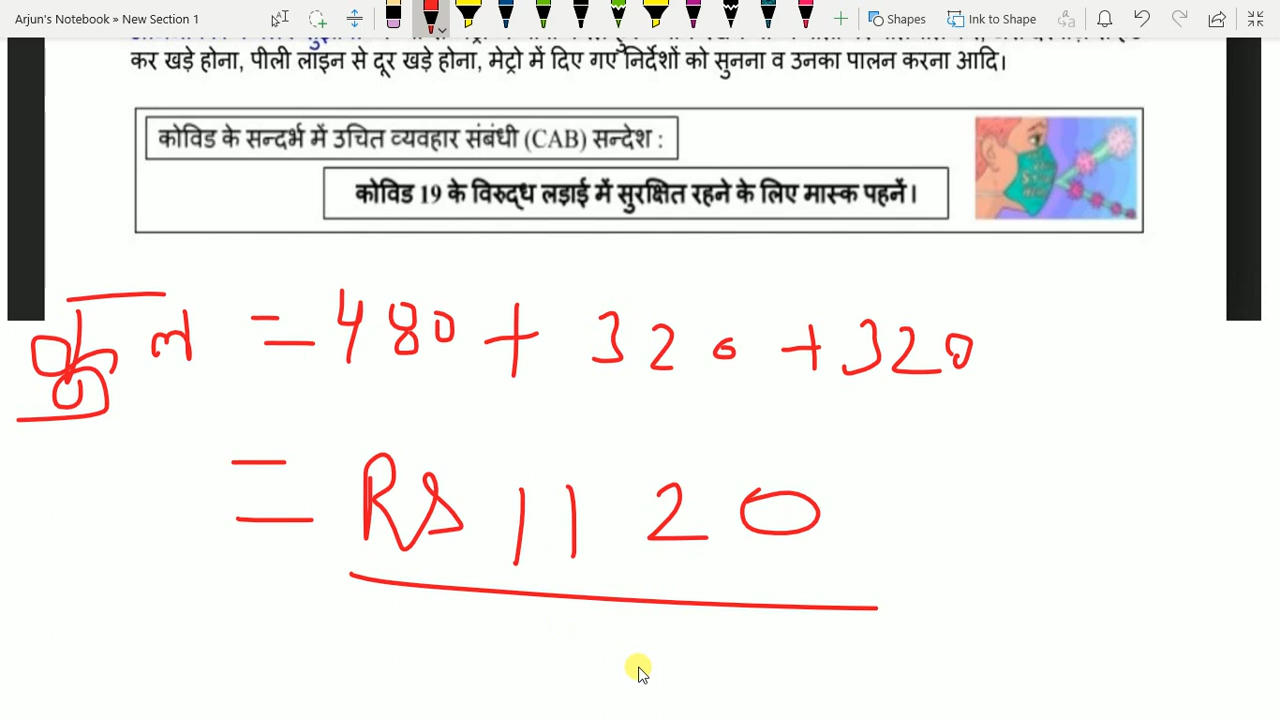 Arjun's Notebook » New Section 1
Shapes
Ink to Shape
कर खड़े होना, पीली लाइन से दूर खड़े होना, मेट्रो में दिए गए निर्देशों को सुनना व उनका पालन करना आदि।
कोविड के सन्दर्भ में उचित व्यवहार संबंधी (CAB) सन्देश :
कोविड 19 के विरुद्ध लड़ाई में सुरक्षित रहने के लिए मास्क पहनें।
कुल = 480 + 320 + 320
= Rs 1120